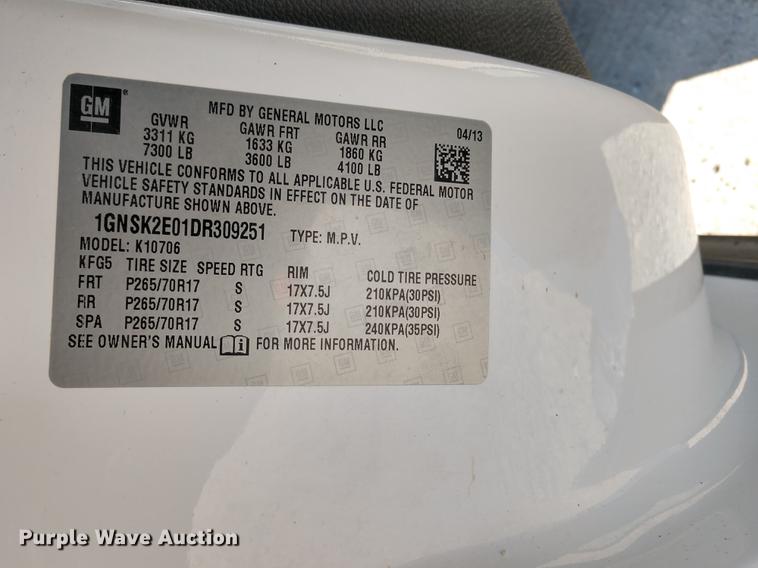 GM®
MFD BY GENERAL MOTORS LLC
04/13
GVWR GAWR FRT GAWR RR
3311 KG 1633 KG 1860 KG
7300 LB 3600 LB 4100 LB
THIS VEHICLE CONFORMS TO ALL APPLICABLE U.S. FEDERAL MOTOR
VEHICLE SAFETY STANDARDS IN EFFECT ON THE DATE OF
MANUFACTURE SHOWN ABOVE.
1GNSK2E01DR309251 TYPE: M.P.V.
MODEL: K10706
KFG5 TIRE SIZE SPEED RTG RIM COLD TIRE PRESSURE
FRT P265/70R17 S 17X7.5J 210KPA(30PSI)
RR P265/70R17 S 17X7.5J 210KPA(30PSI)
SPA P265/70R17 S 17X7.5J 240KPA(35PSI)
SEE OWNER'S MANUAL FOR MORE INFORMATION.
Purple Wave Auction